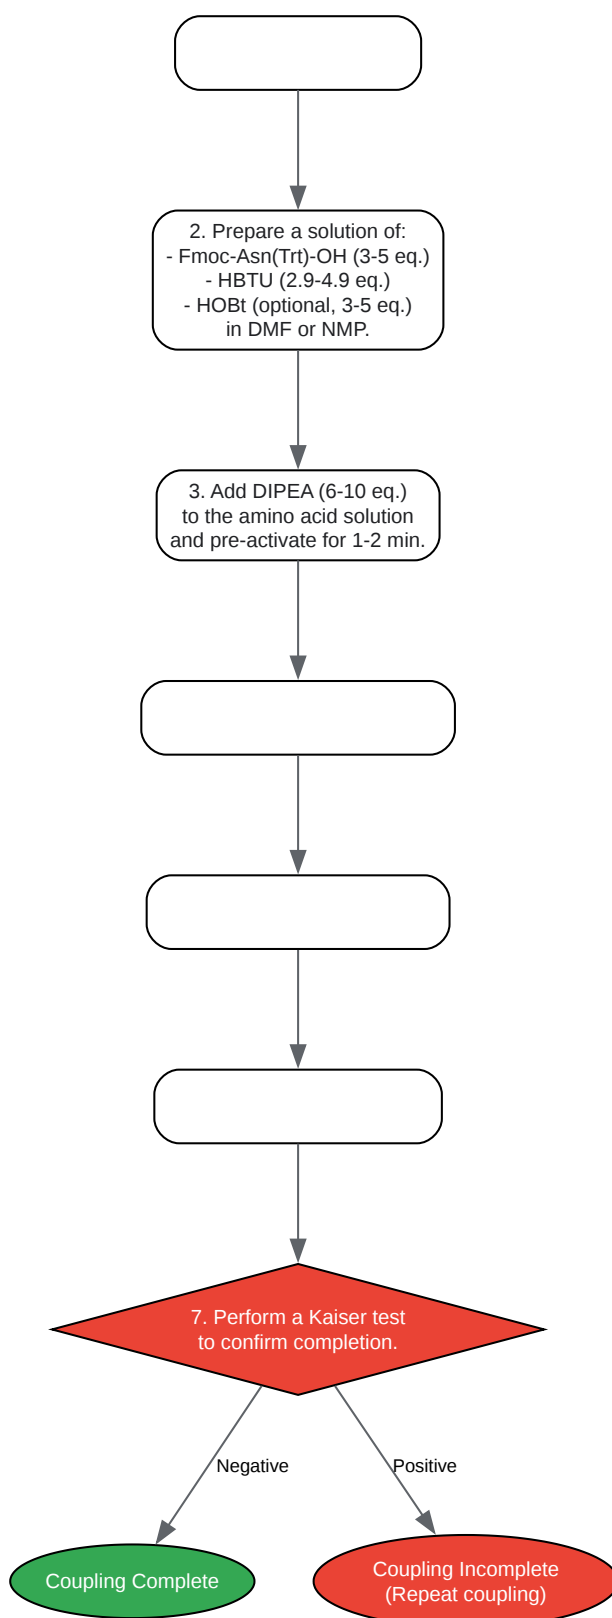 2. Prepare a solution of:
- Fmoc-Asn(Trt)-OH (3-5 eq.)
- HBTU (2.9-4.9 eq.)
- HOBt (optional, 3-5 eq.)
in DMF or NMP.
3. Add DIPEA (6-10 eq.)
to the amino acid solution
and pre-activate for 1-2 min.
7. Perform a Kaiser test
to confirm completion.
Negative
Positive
Coupling Complete
Coupling Incomplete
(Repeat coupling)